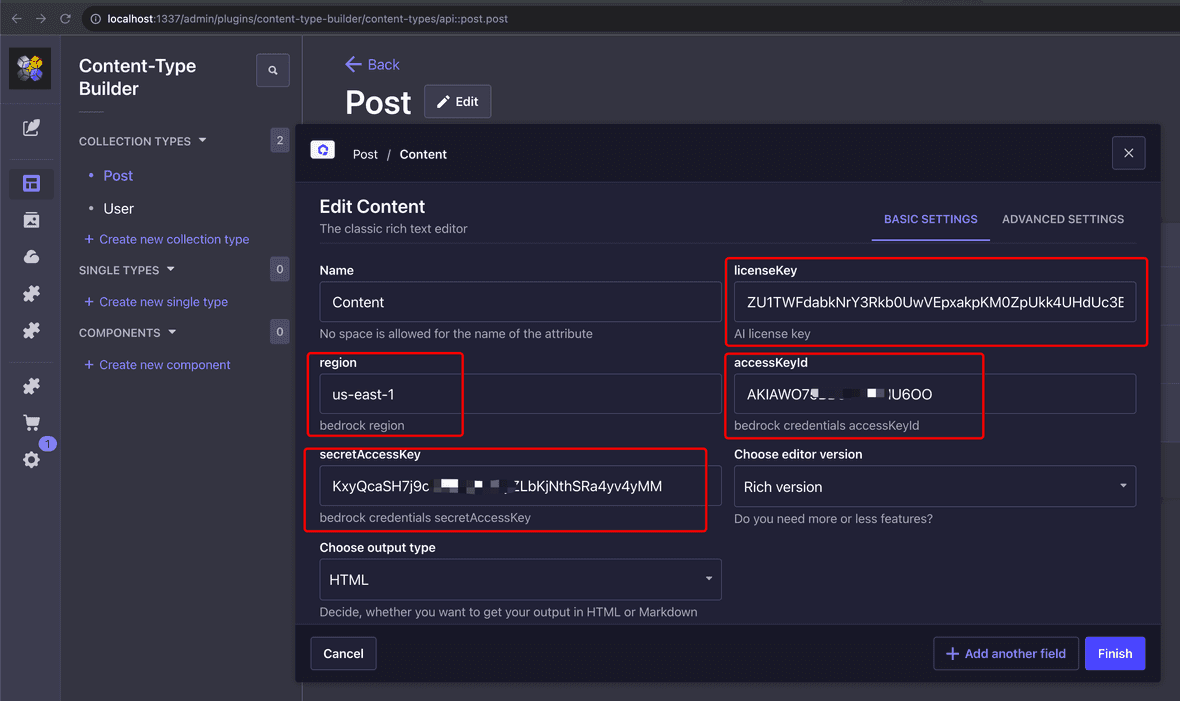 localhost:1337/admin/plugins/content-type-builder/content-types/api::post.post
Content-Type
Builder
COLLECTION TYPES
2
Post
User
+ Create new collection type
SINGLE TYPES
0
+ Create new single type
COMPONENTS
0
+ Create new component
1
Back
Post
Edit
Post / Content
Edit Content
The classic rich text editor
BASIC SETTINGS
ADVANCED SETTINGS
Name
Content
No space is allowed for the name of the attribute
licenseKey
ZU1TWFdabkNrY3Rkb0UwVEpxakpKM0ZpUkk4UHdUc3E
AI license key
region
us-east-1
bedrock region
accessKeyId
bedrock credentials accessKeyId
secretAccessKey
bedrock credentials secretAccessKey
Choose editor version
Rich version
Do you need more or less features?
Choose output type
HTML
Decide, whether you want to get your output in HTML or Markdown
Cancel
+ Add another field
Finish